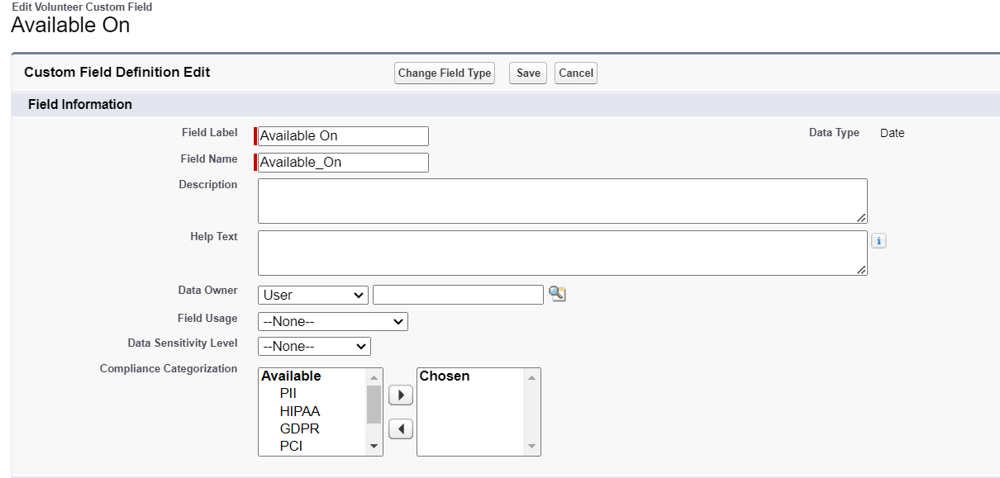 Edit Volunteer Custom Field
Available On
Custom Field Definition Edit Change Field Type Save Cancel
Field Information
Field Label Available On Data Type Date
Field Name Available_On
Description
Help Text i
Data Owner User
Field Usage --None--
Data Sensitivity Level --None--
Compliance Categorization
Available Chosen
PII
HIPAA
GDPR
PCI